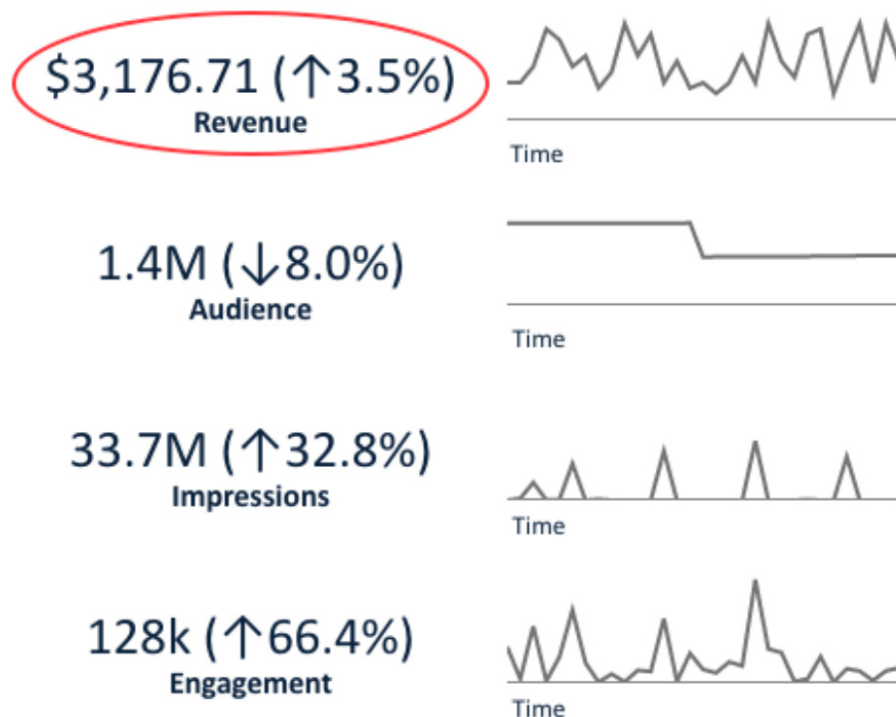 $3,176.71 (↑3.5%)
Revenue
Time
1.4M (↓8.0%)
Audience
Time
33.7M (↑32.8%)
Impressions
Time
128k (↑66.4%)
Engagement
Time